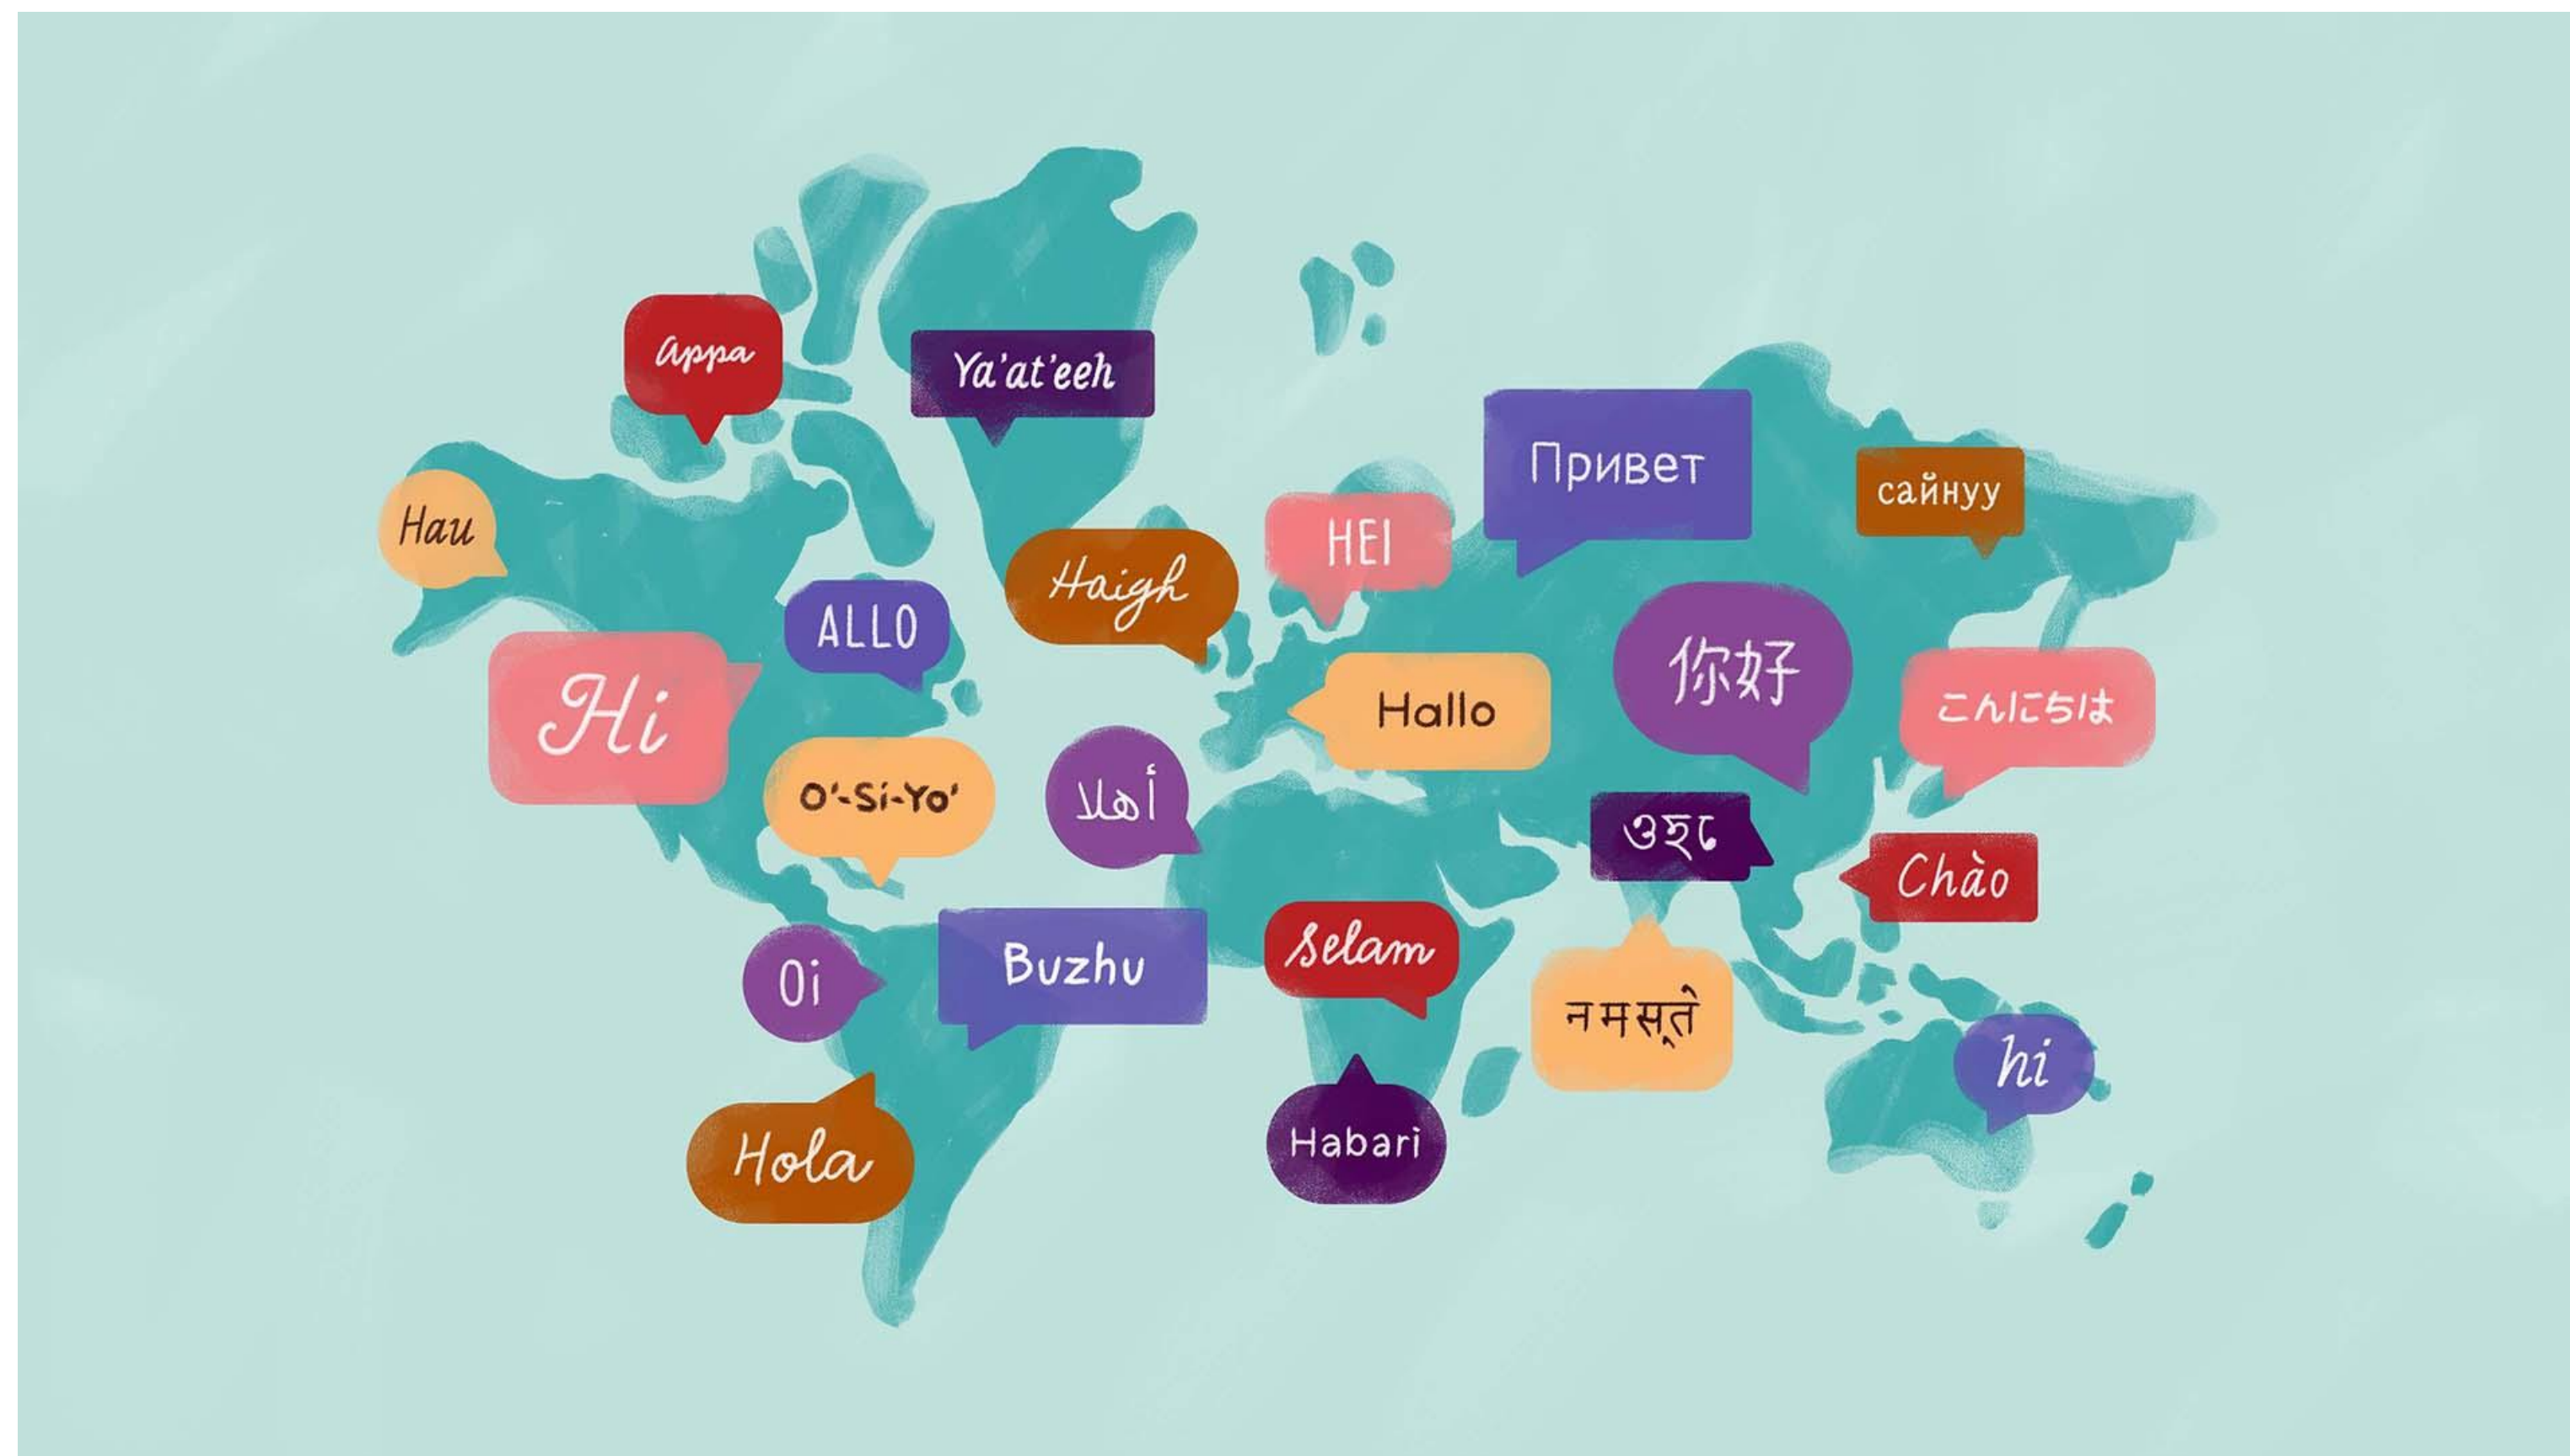 Appa
Ya'at'eeh
Привет
сайнуу
Hau
HEI
Haigh
ALLO
Hi
Hallo
你好
こんにちは
O'-Si-Yo'
أهلا
Chào
Oi
Buzhu
Selam
नमस्ते
hi
Hola
Habari